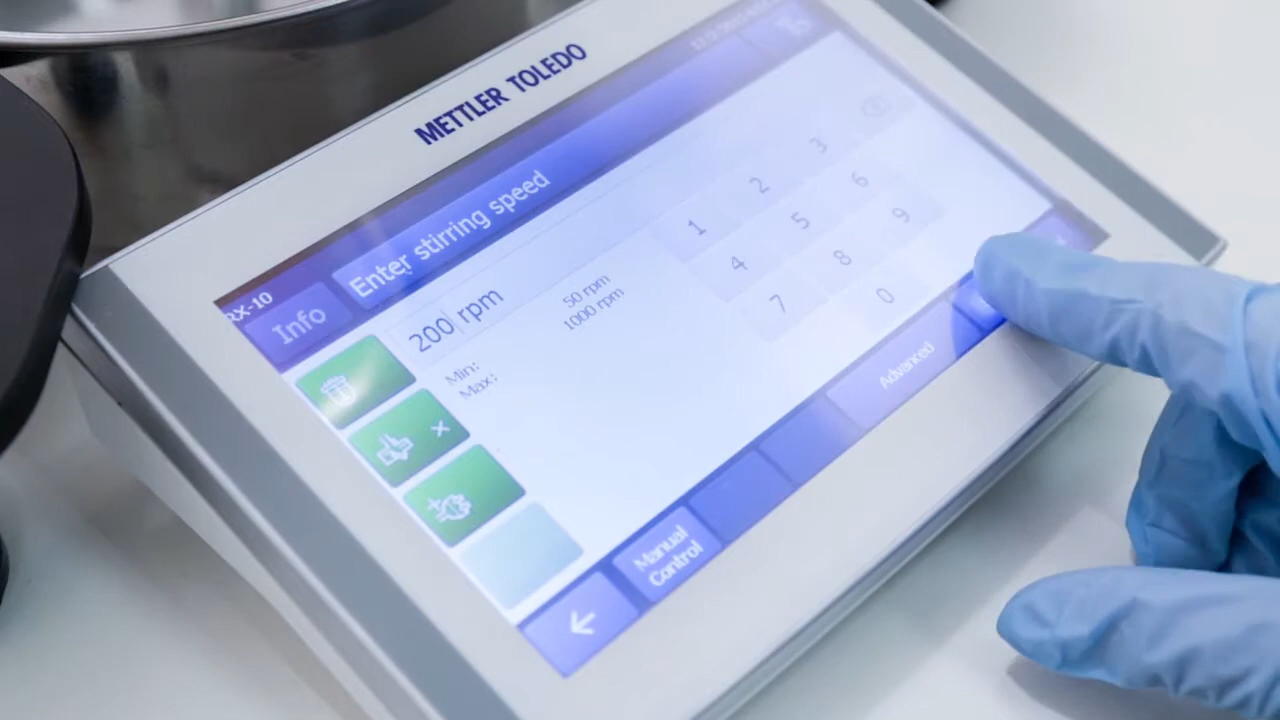 METTLER TOLEDO
RX-10
Info
Enter stirring speed
200 rpm
Min: 50 rpm
Max: 1000 rpm
1 2 3
4 5 6
7 8 9
0
Manual
Control
Advanced